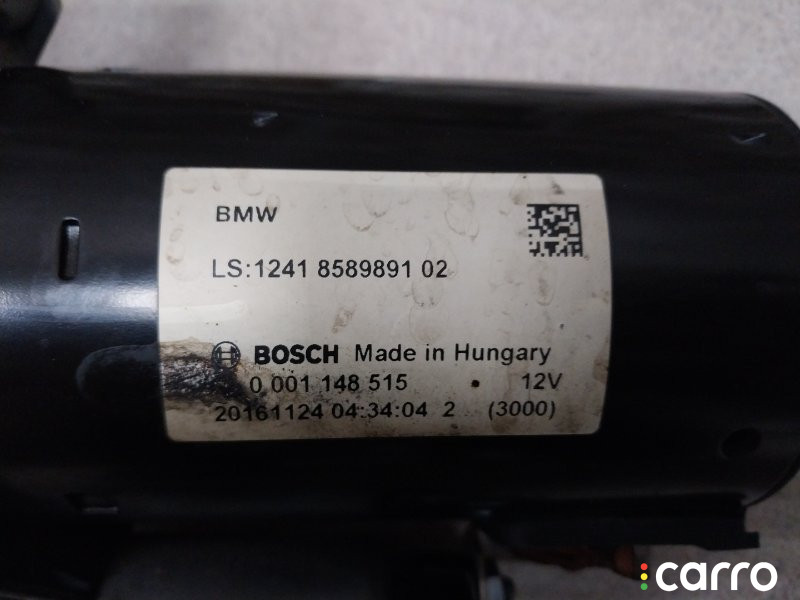 BMW
LS:1241 8589891 02
BOSCH Made in Hungary
0 001 148 515 • 12V
20161124 04:34:04 2 (3000)
carro